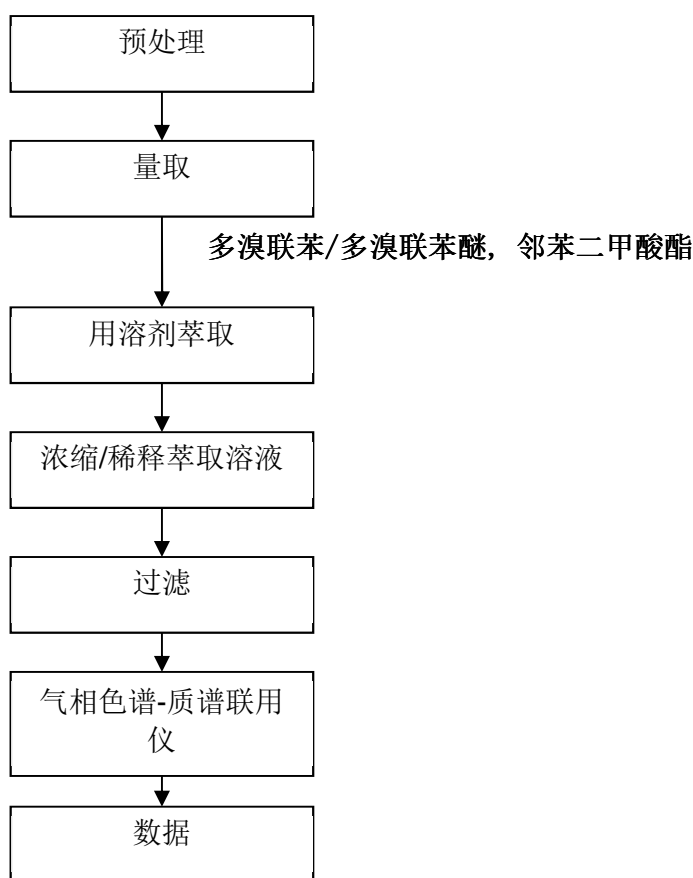 预处理
量取
多溴联苯/多溴联苯醚, 邻苯二甲酸酯
用溶剂萃取
浓缩/稀释萃取溶液
过滤
气相色谱-质谱联用
仪
数据